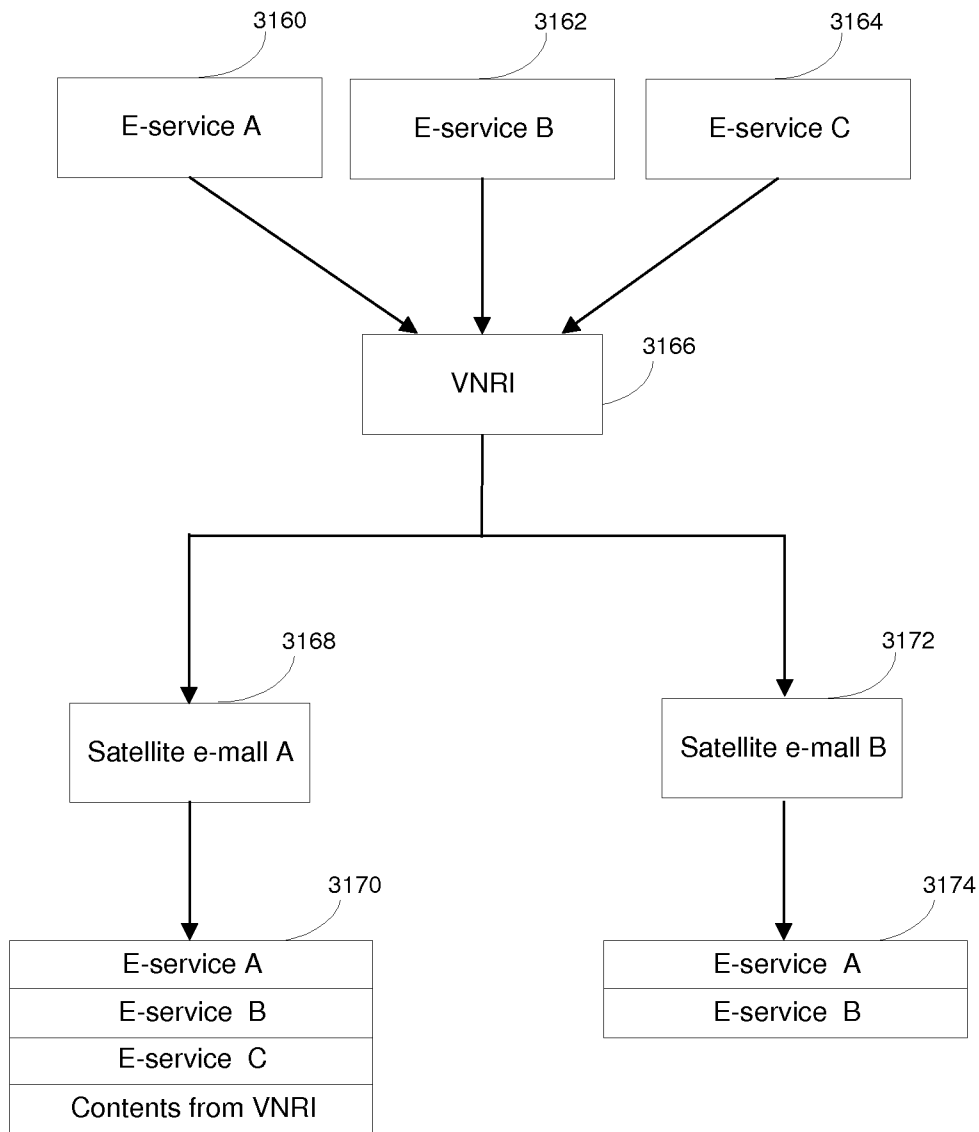 3160
3162
3164
E-service A
E-service B
E-service C
3166
VNRI
3168
3172
Satellite e-mall A
Satellite e-mall B
3170
3174
E-service A
E-service B
E-service C
Contents from VNRI
E-service A
E-service B